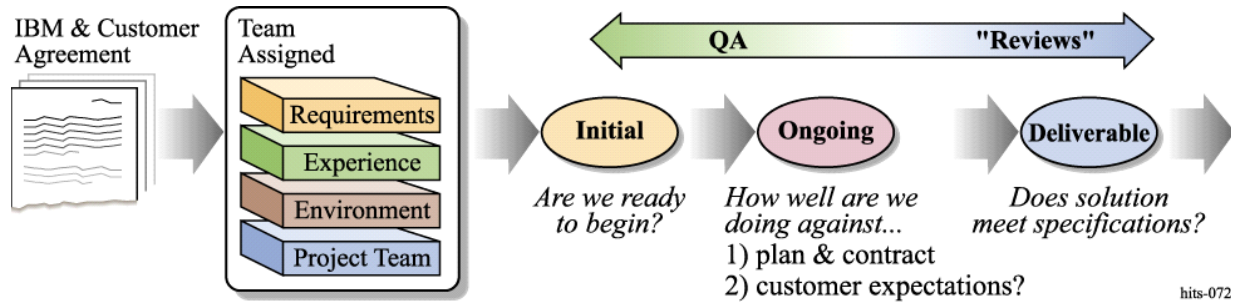 IBM & Customer
Agreement
Team
Assigned
Requirements
Experience
Environment
Project Team
QA
"Reviews"
Initial
Are we ready
to begin?
Ongoing
How well are we
doing against...
1) plan & contract
2) customer expectations?
Deliverable
Does solution
meet specifications?
hits-072